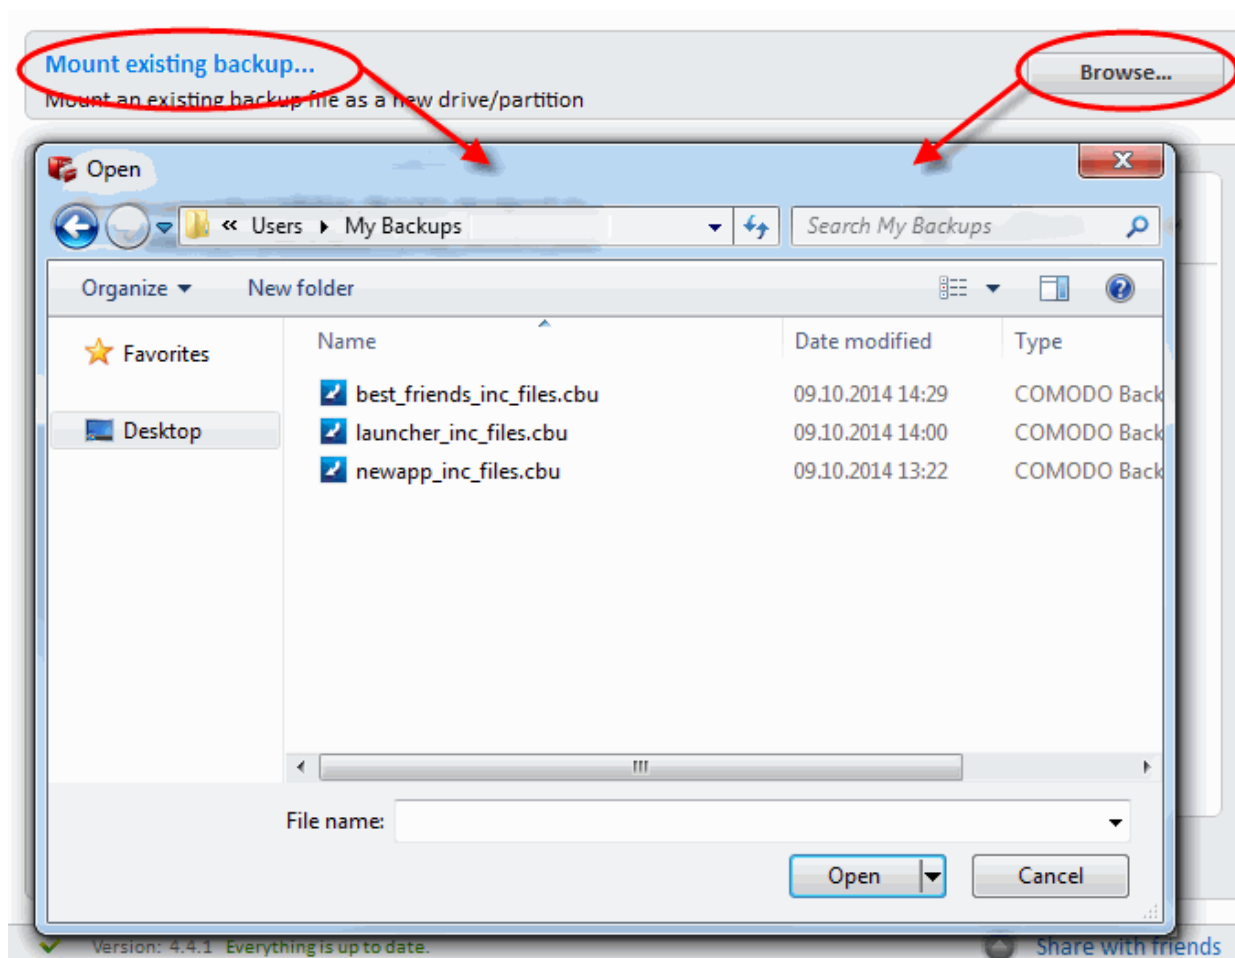 Mount existing backup...
Browse...
Mount an existing backup file as a new drive/partition
Open
« Users My Backups
Search My Backups
Organize New folder
Name Date modified Type
Favorites
Desktop
best_friends_inc_files.cbu 09.10.2014 14:29 COMODO Back
launcher_inc_files.cbu 09.10.2014 14:00 COMODO Back
newapp_inc_files.cbu 09.10.2014 13:22 COMODO Back
File name:
Open Cancel
Version: 4.4.1 Everything is up to date. Share with friends